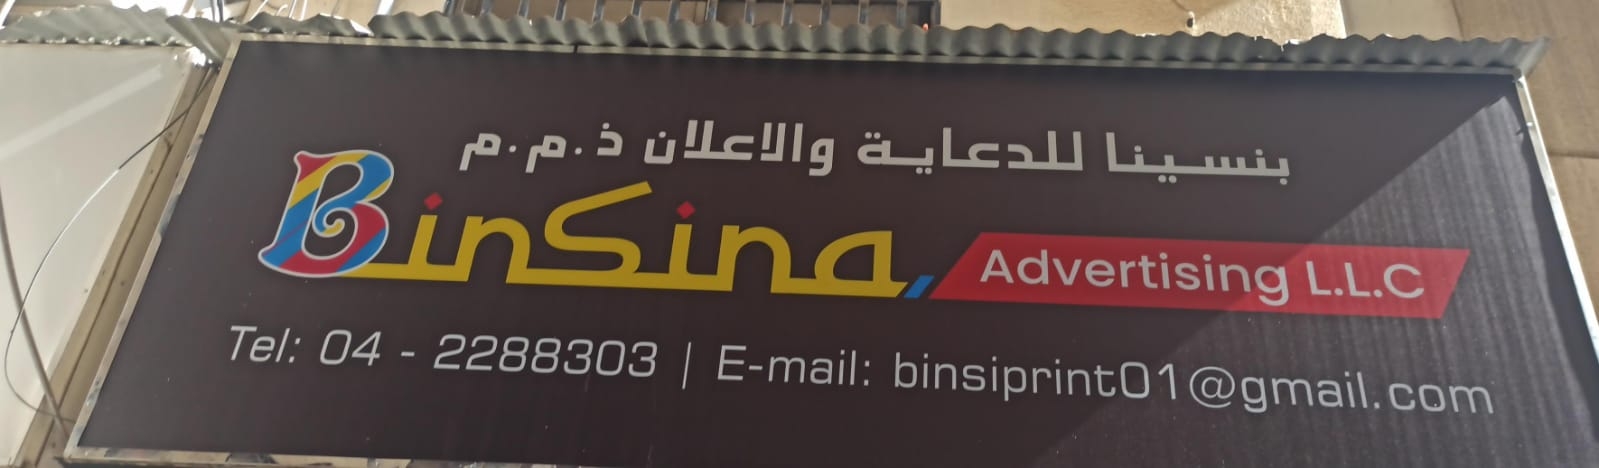 بنسينا للدعاية والاعلان ذ.م.م
Binsina Advertising L.L.C
Tel: 04 - 2288303 | E-mail: binsiprint01@gmail.com